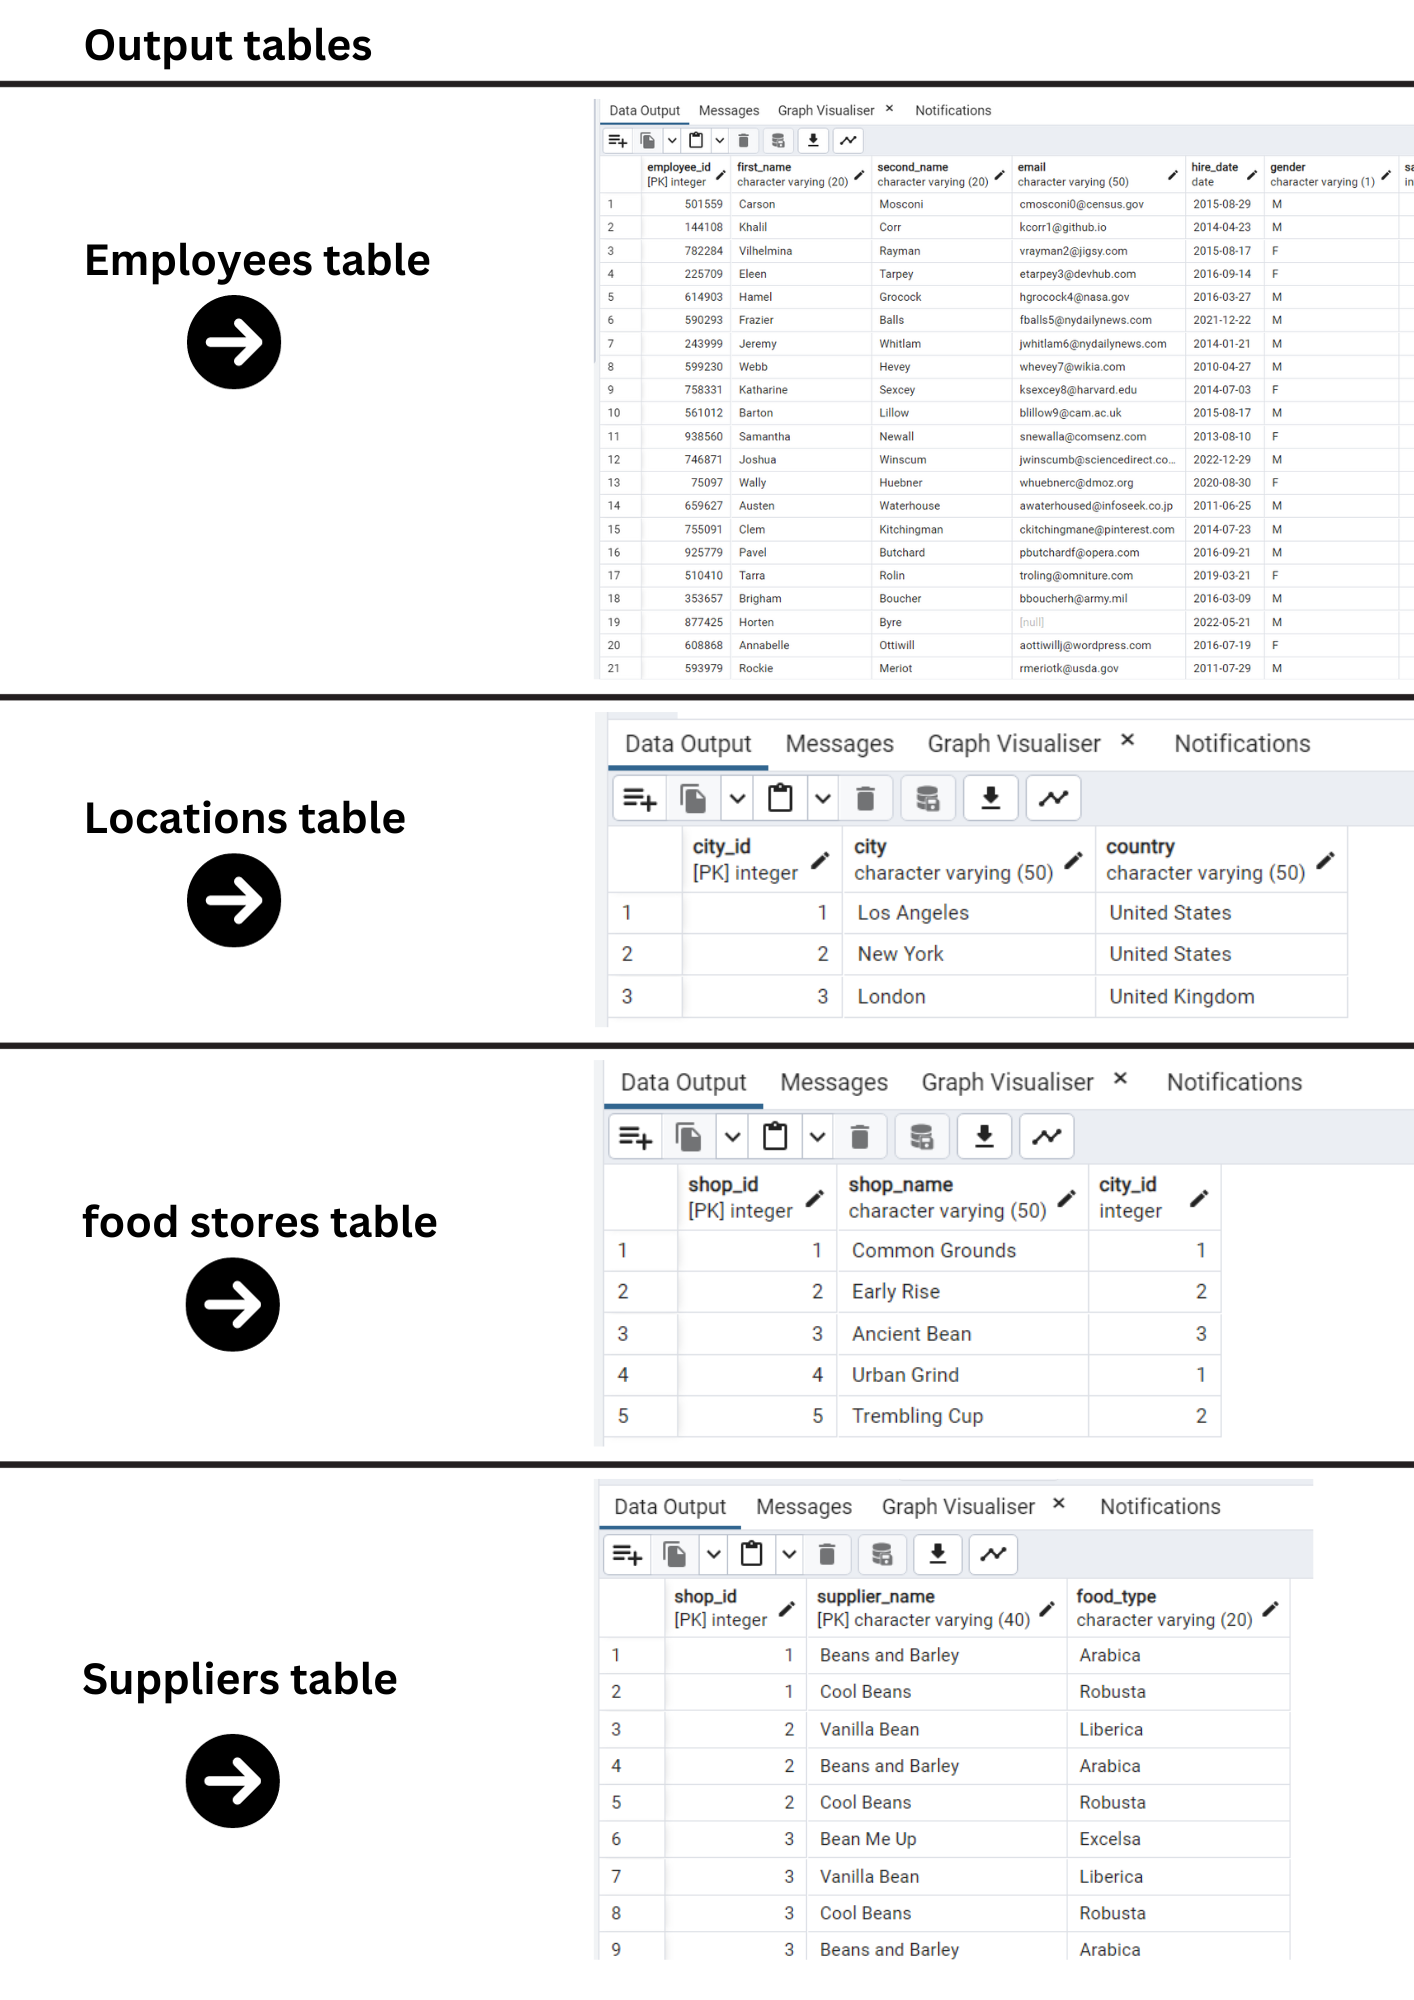 Output tables
Data Output Messages Graph Visualiser × Notifications
employee_id first_name second_name email hire_date gender sa
[PK] integer character varying (20) character varying (20) character varying (50) date character varying (1) in
Employees table
1 501559 Carson Mosconi cmosconi0@census.gov 2015-08-29 M
2 144108 Khalil Corr kcorr1@github.io 2014-04-23 M
3 782284 Vilhelmina Rayman vrayman2@jigsy.com 2015-08-17 F
4 225709 Eleen Tarpey etarpey3@devhub.com 2016-09-14 F
5 614903 Hamel Grocock hgrocock4@nasa.gov 2016-03-27 M
6 590293 Frazier Balls fballs5@nydailynews.com 2021-12-22 M
7 243999 Jeremy Whitlam jwhitlam6@nydailynews.com 2014-01-21 M
8 599230 Webb Hevey whevey7@wikia.com 2010-04-27 M
9 758331 Katharine Sexcey ksexcey8@harvard.edu 2014-07-03 F
10 561012 Barton Lillow blillow9@cam.ac.uk 2015-08-17 M
11 938560 Samantha Newall snewalla@comsenz.com 2013-08-10 F
12 746871 Joshua Winscum jwinscumb@sciencedirect.co... 2022-12-29 M
13 75097 Wally Huebner whuebnerc@dmoz.org 2020-08-30 F
14 659627 Austen Waterhouse awaterhoused@infoseek.co.jp 2011-06-25 M
15 755091 Clem Kitchingman ckitchingmane@pinterest.com 2014-07-23 M
16 925779 Pavel Butchard pbutchardf@opera.com 2016-09-21 M
17 510410 Tarra Rolin troling@omniture.com 2019-03-21 F
18 353657 Brigham Boucher bboucherh@army.mil 2016-03-09 M
19 877425 Horten Byre [null] 2022-05-21 M
20 608868 Annabelle Ottiwill aottiwillj@wordpress.com 2016-07-19 F
21 593979 Rockie Meriot rmeriotk@usda.gov 2011-07-29 M
Locations table
Data Output Messages Graph Visualiser × Notifications
city_id city country
[PK] integer character varying (50) character varying (50)
1 1 Los Angeles United States
2 2 New York United States
3 3 London United Kingdom
food stores table
Data Output Messages Graph Visualiser × Notifications
shop_id shop_name city_id
[PK] integer character varying (50) integer
1 1 Common Grounds 1
2 2 Early Rise 2
3 3 Ancient Bean 3
4 4 Urban Grind 1
5 5 Trembling Cup 2
Suppliers table
Data Output Messages Graph Visualiser × Notifications
shop_id supplier_name food_type
[PK] integer [PK] character varying (40) character varying (20)
1 1 Beans and Barley Arabica
2 1 Cool Beans Robusta
3 2 Vanilla Bean Liberica
4 2 Beans and Barley Arabica
5 2 Cool Beans Robusta
6 3 Bean Me Up Excelsa
7 3 Vanilla Bean Liberica
8 3 Cool Beans Robusta
9 3 Beans and Barley Arabica